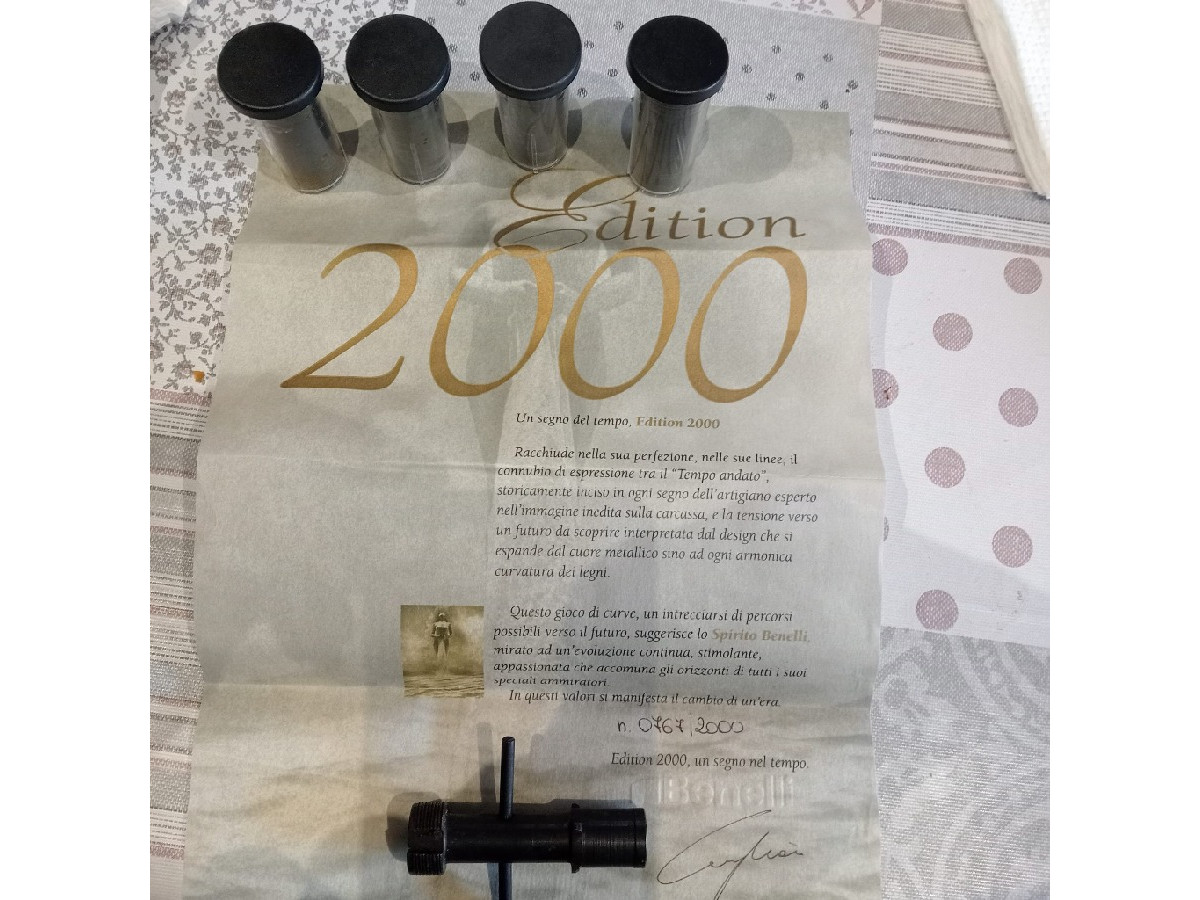 Edition
2000
Un segno del tempo, Edition 2000
Racchiude nella sua perfezione, nelle sue linee, il
connubio di espressione tra il "Tempo andato",
storicamente inciso in ogni segno dell'artigiano esperto
nell'immagine inedita sulla carcassa, e la tensione verso
un futuro da scoprire interpretata dal design che si
espande dal cuore metallico sino ad ogni armonica
curvatura dei legni.
Questo gioco di curve, un intrecciarsi di percorsi
possibili verso il futuro, suggerisce lo Spirito Benelli,
mirato ad un'evoluzione continua, stimolante,
appassionata che accomuna gli orizzonti di tutti i suoi
speciali ammiratori.
In questi valori si manifesta il cambio di un'era.
n. 0767/2000
Edition 2000, un segno nel tempo.
Benelli